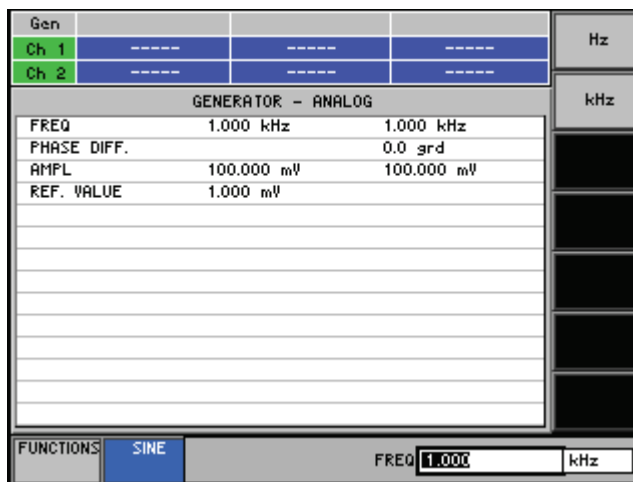 Gen
Hz
Ch 1 ----- ----- -----
Ch 2 ----- ----- -----
kHz
GENERATOR - ANALOG
FREQ 1.000 kHz 1.000 kHz
PHASE DIFF. 0.0 grd
AMPL 100.000 mV 100.000 mV
REF. VALUE 1.000 mV
FUNCTIONS SINE
FREQ 1.000 kHz